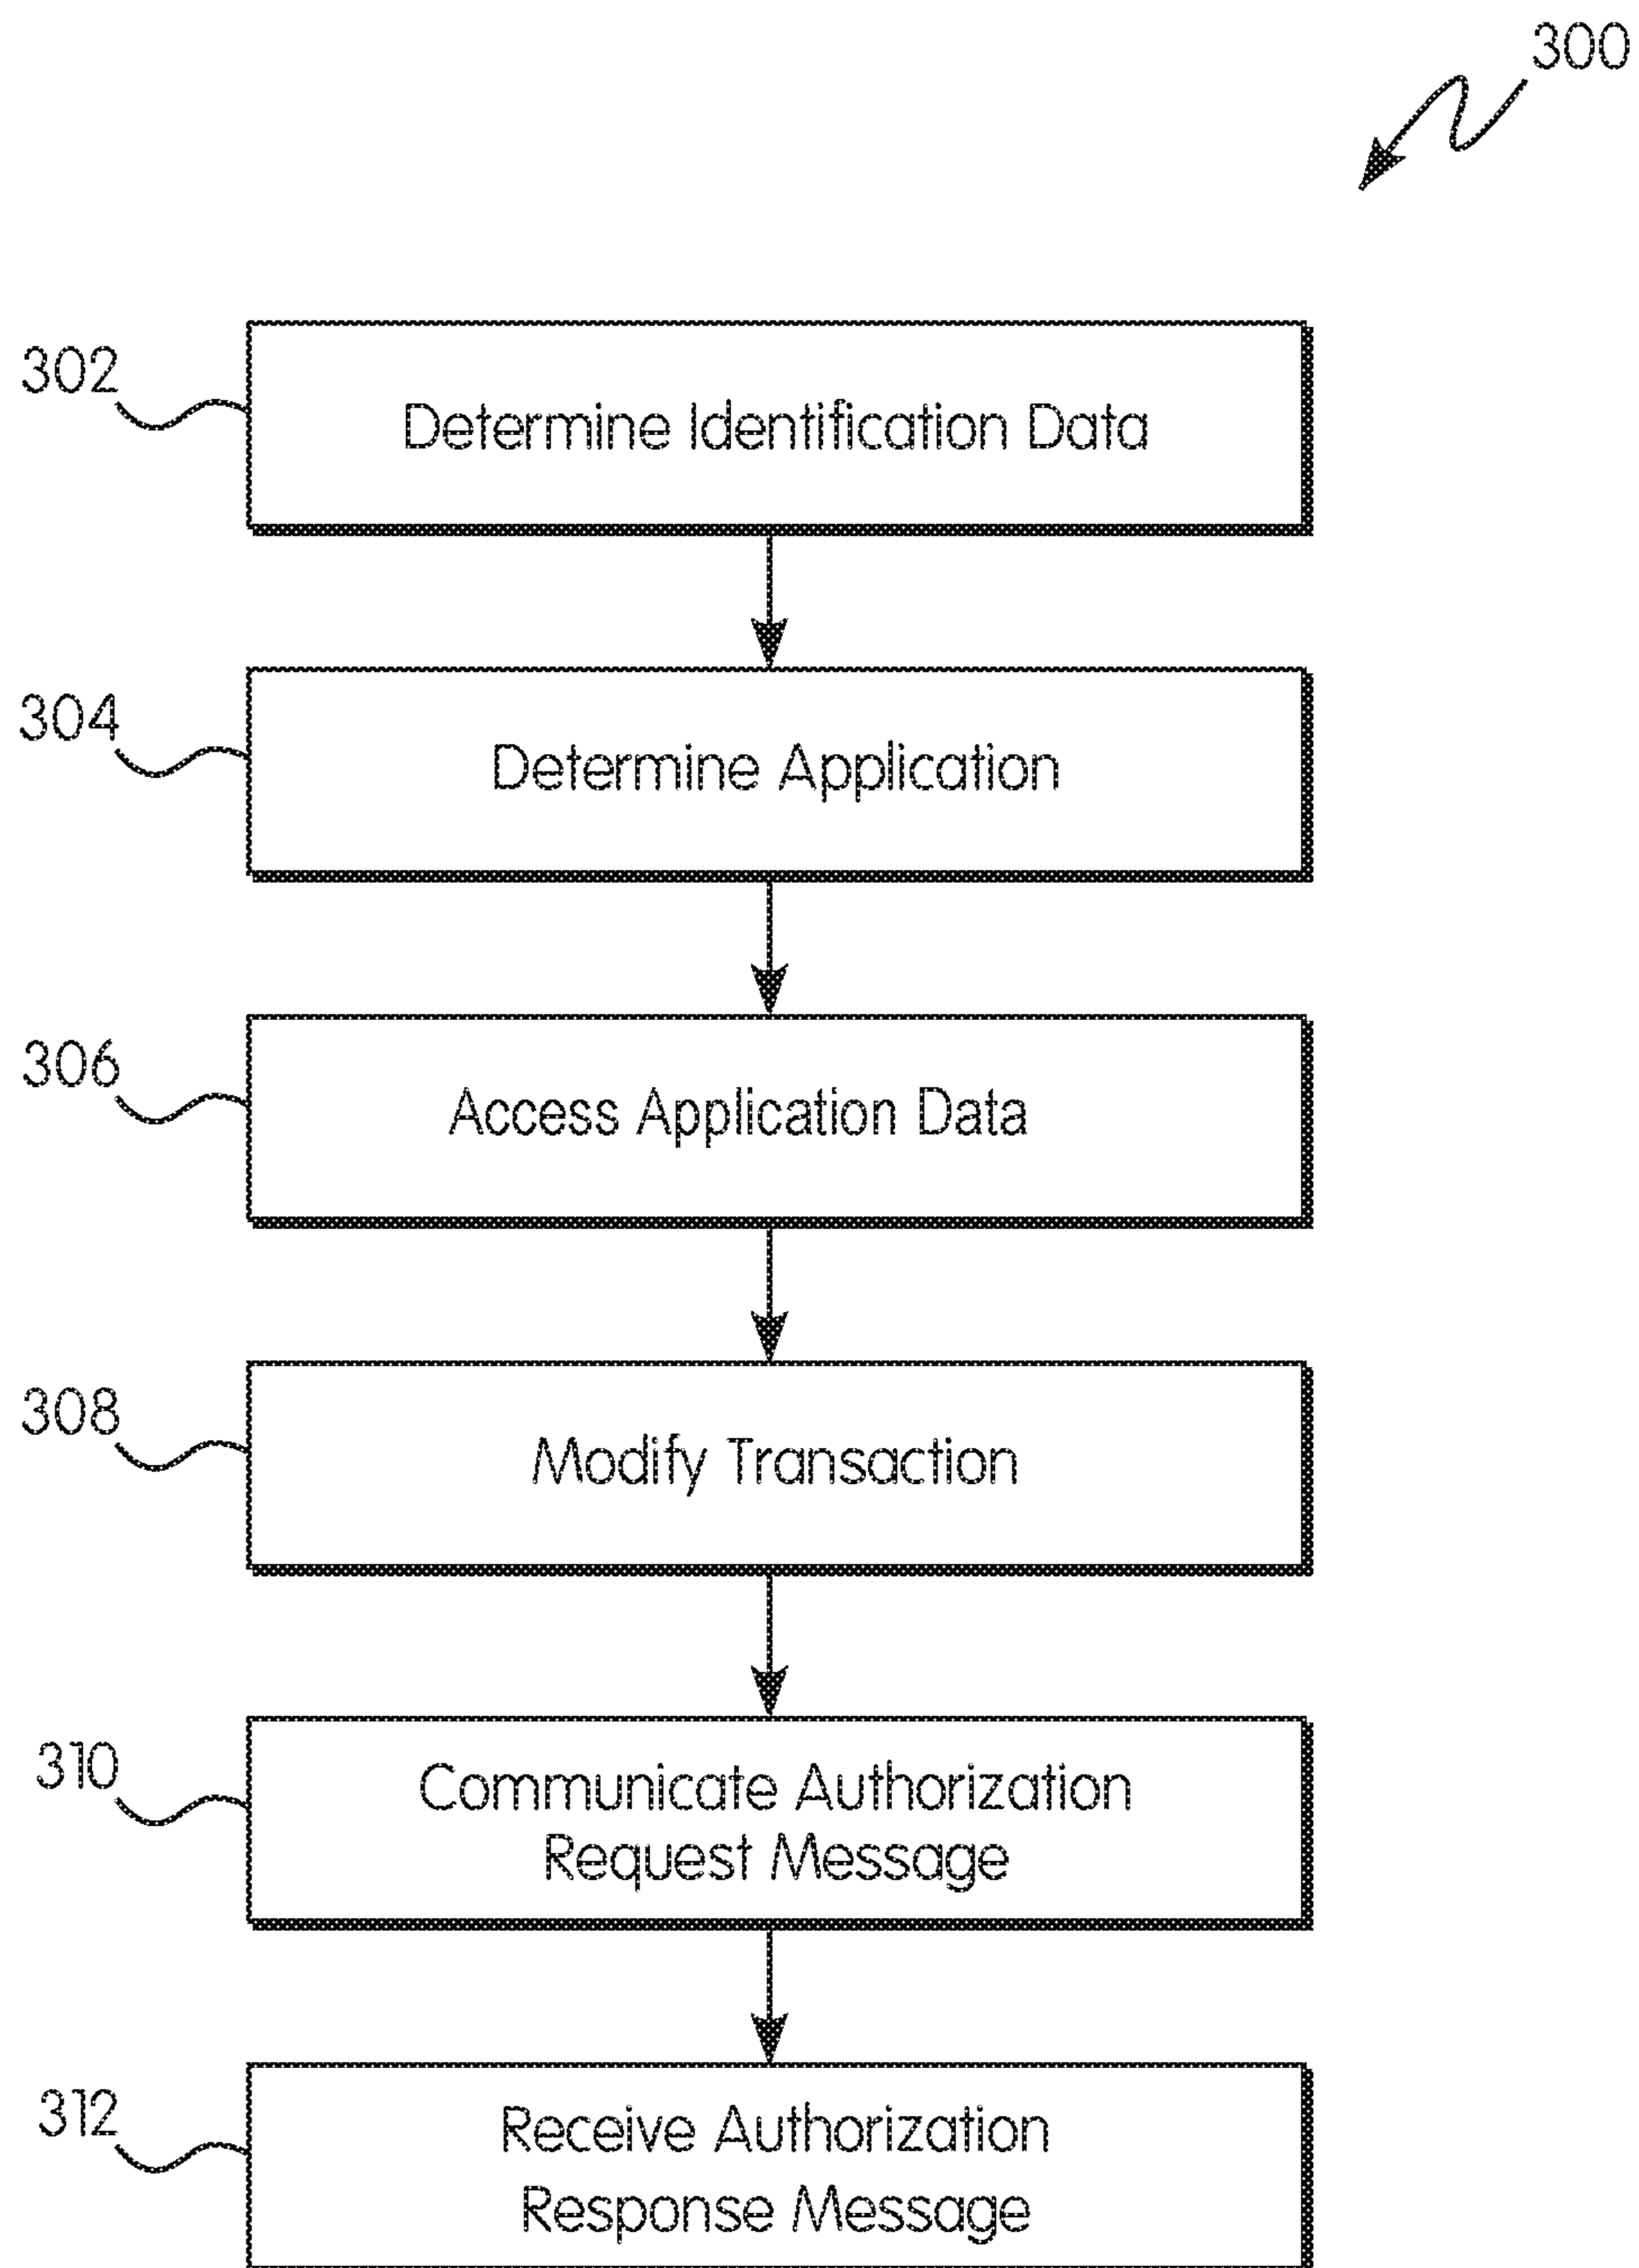 300
302
Determine Identification Data
304
Determine Application
306
Access Application Data
308
Modify Transaction
310
Communicate Authorization
Request Message
312
Receive Authorization
Response Message